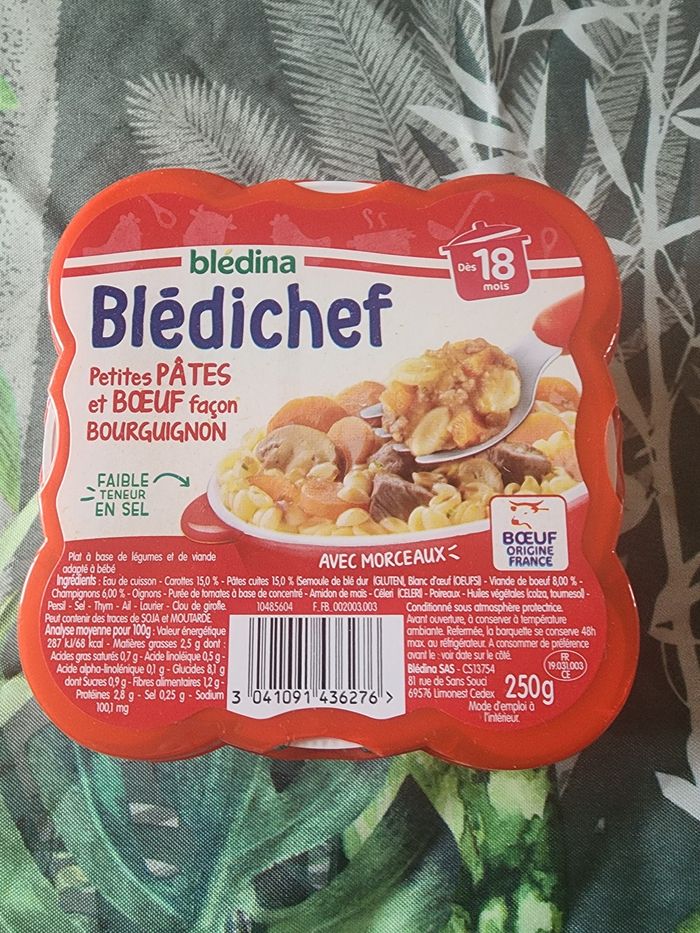 blédina
Dès 18 mois
Blēdichef
Petites PÂTES
et BŒUF façon
BOURGUIGNON
FAIBLE
TENEUR
EN SEL
AVEC MORCEAUX
BŒUF
ORIGINE
FRANCE
Plat à base de légumes et de viande
adapté à bébé
Ingrédients : Eau de cuisson - Carottes 15,0 % - Pâtes cuites 15,0 % (Semoule de blé dur (GLUTEN), Blanc d'œuf (OEUFS)) - Viande de boeuf 8,00 % -
Champignons 6,00 % - Oignons - Purée de tomates à base de concentré - Amidon de maïs - Céleri (CELERI) - Poireaux - Huiles végétales (colza, tournesol) -
Persil - Sel - Thym - Ail - Laurier - Clou de girofle.
Peut contenir des traces de SOJA et MOUTARDE.
Analyse moyenne pour 100g : Valeur énergétique
287 kJ/68 kcal - Matières grasses 2,5 g dont :
Acides gras saturés 0,7 g - Acide linoléique 0,5 g -
Acide alpha-linolénique 0,1 g - Glucides 8,1 g
dont Sucres 0,9 g - Fibres alimentaires 1,2 g -
Protéines 2,8 g - Sel 0,25 g - Sodium
100,1 mg
10485604 F_FB_002003.003
3 041091 436276 >
Conditionné sous atmosphère protectrice.
Avant ouverture, à conserver à température
ambiante. Refermée, la barquette se conserve 48h
max. au réfrigérateur. A consommer de préférence
avant le : voir date sur le côté.
Blédina SAS - CS13754
81 rue de Sans Souci
69576 Limonest Cedex
FR
19.031.003
CE
250g
Mode d'emploi à
l'intérieur.